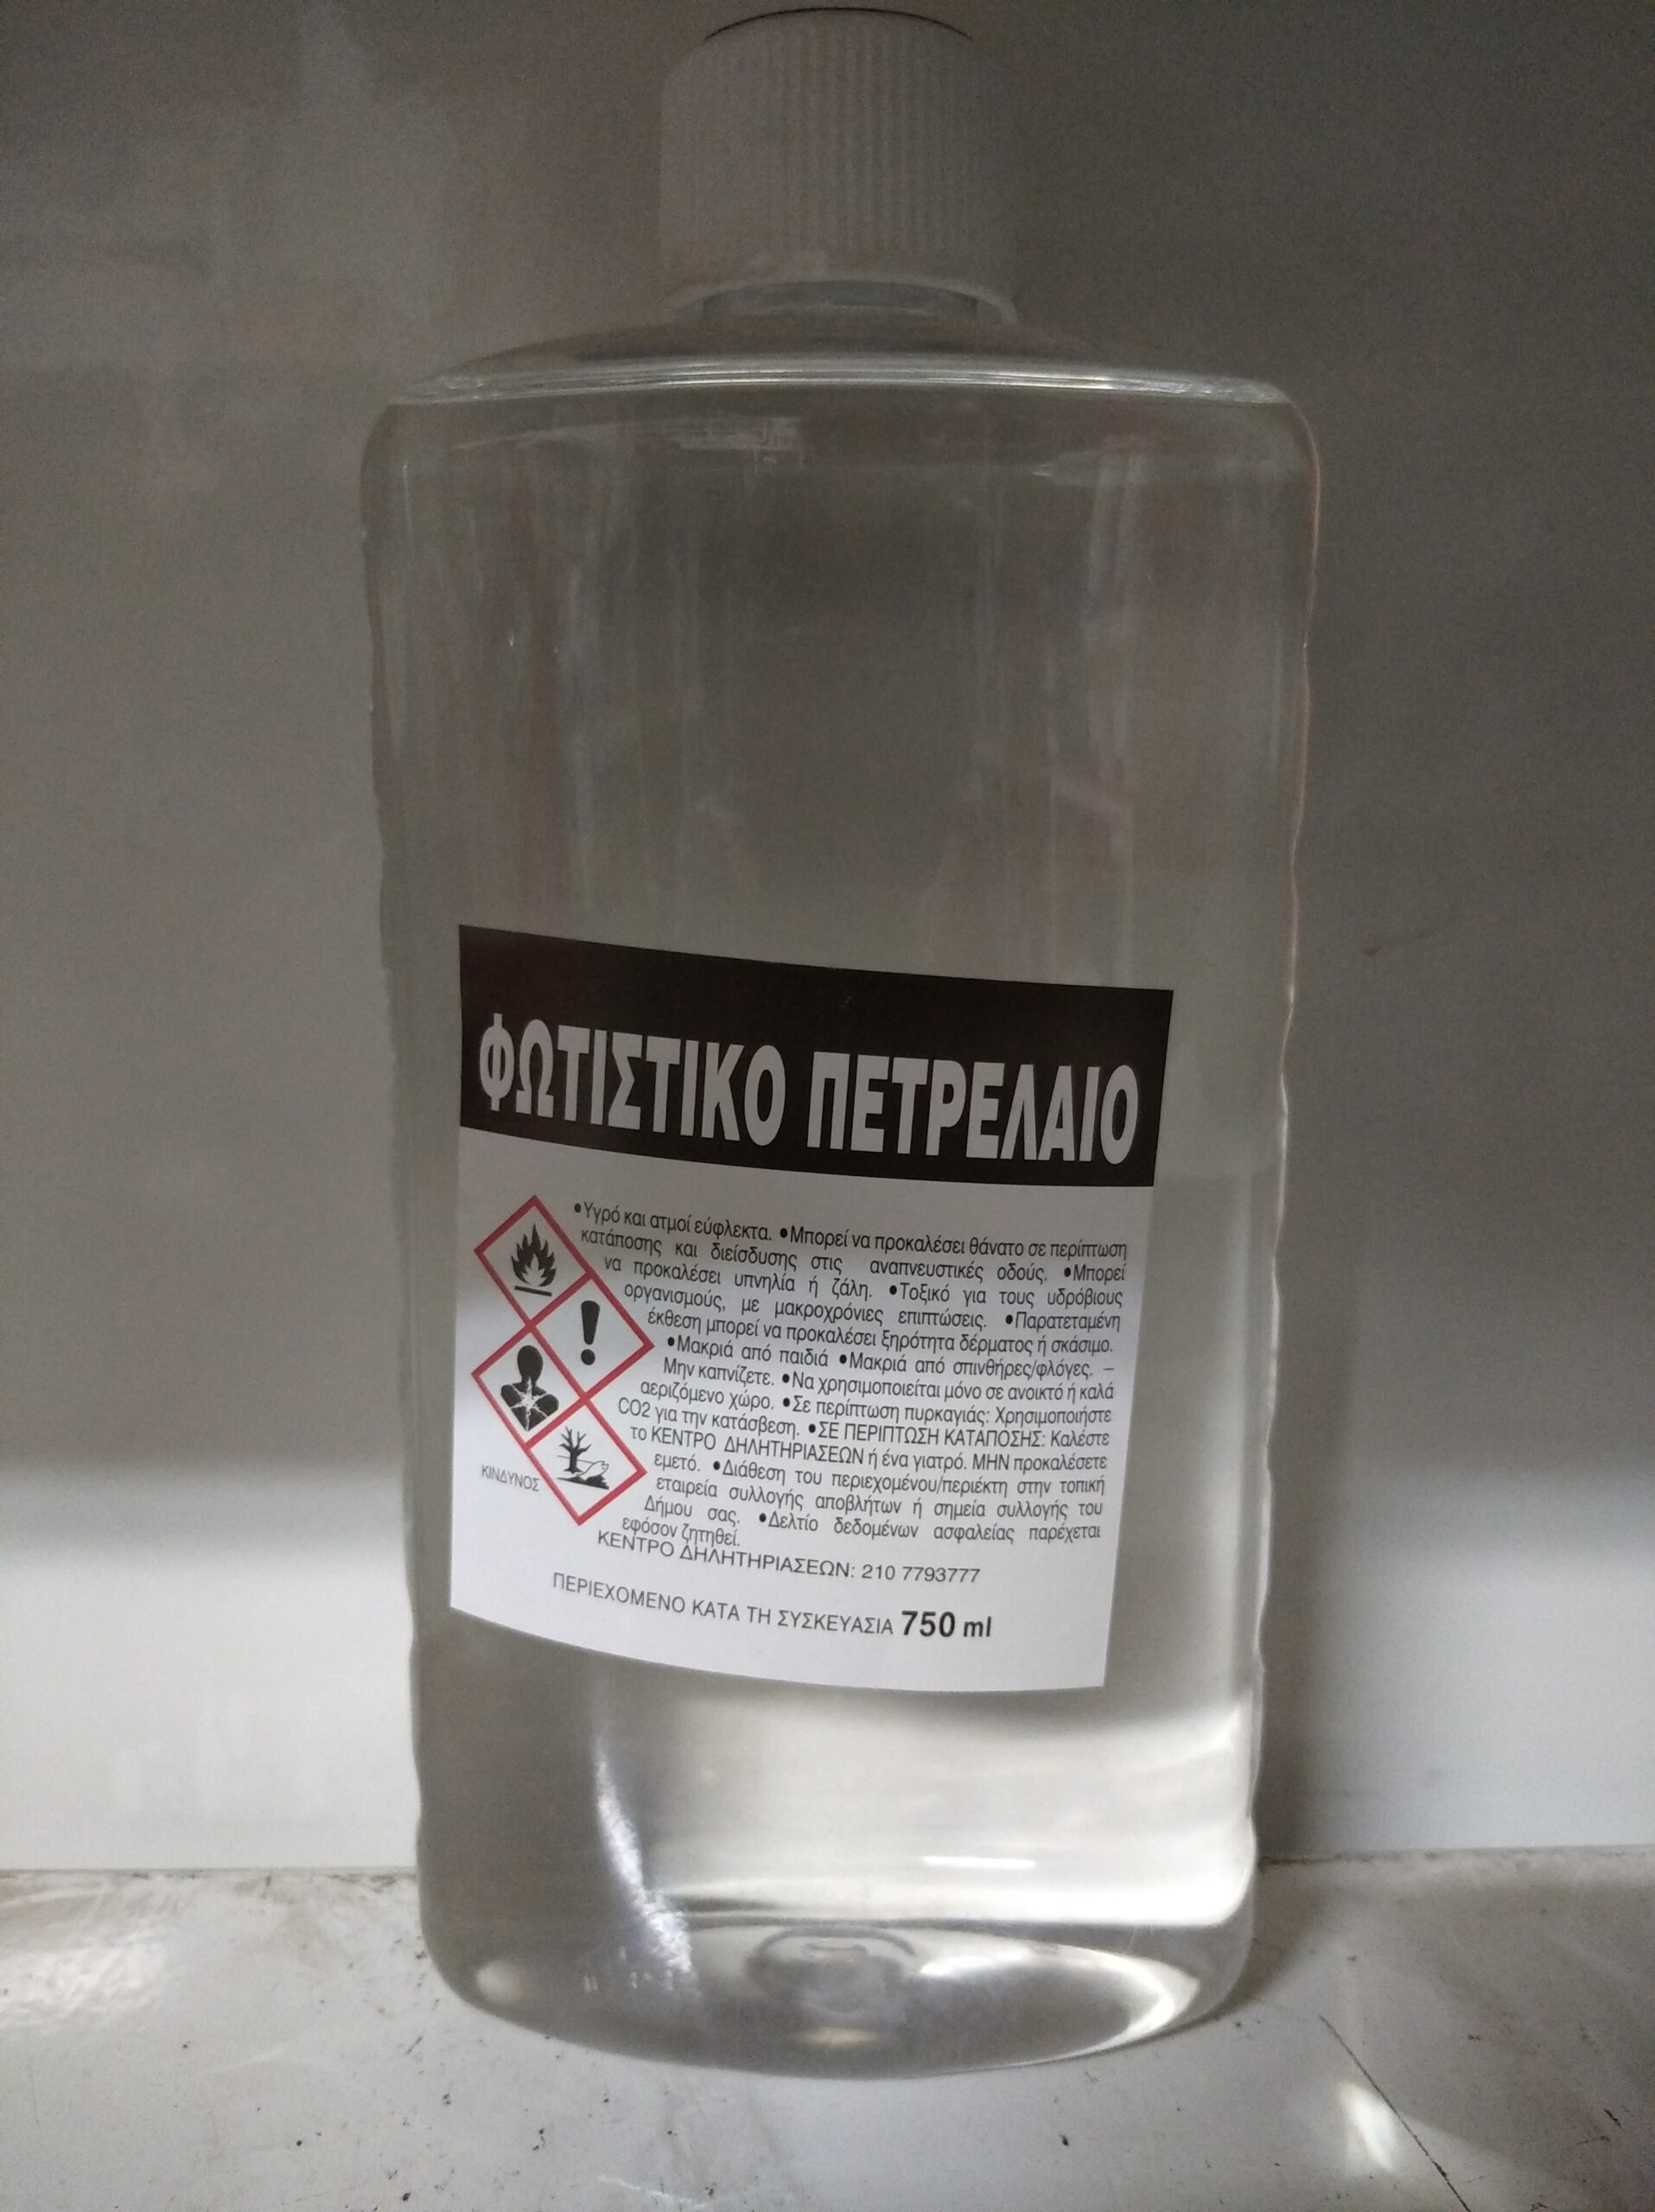 ΦΩΤΙΣΤΙΚΟ ΠΕΤΡΕΛΑΙΟ
•Υγρό και ατμοί εύφλεκτα. •Μπορεί να προκαλέσει θάνατο σε περίπτωση
κατάποσης και διείσδυσης στις αναπνευστικές οδούς. •Μπορεί
να προκαλέσει υπνηλία ή ζάλη. •Τοξικό για τους υδρόβιους
οργανισμούς, με μακροχρόνιες επιπτώσεις. •Παρατεταμένη
έκθεση μπορεί να προκαλέσει ξηρότητα δέρματος ή σκάσιμο.
•Μακριά από παιδιά •Μακριά από σπινθήρες/φλόγες. –
Μην καπνίζετε. •Να χρησιμοποιείται μόνο σε ανοικτό ή καλά
αεριζόμενο χώρο. •Σε περίπτωση πυρκαγιάς: Χρησιμοποιήστε
CO2 για την κατάσβεση. •ΣΕ ΠΕΡΙΠΤΩΣΗ ΚΑΤΑΠΟΣΗΣ: Καλέστε
το ΚΕΝΤΡΟ ΔΗΛΗΤΗΡΙΑΣΕΩΝ ή ένα γιατρό. ΜΗΝ προκαλέσετε
εμετό. •Διάθεση του περιεχομένου/περιέκτη στην τοπική
εταιρεία συλλογής αποβλήτων ή σημεία συλλογής του
Δήμου σας. •Δελτίο δεδομένων ασφαλείας παρέχεται
εφόσον ζητηθεί.
ΚΙΝΔΥΝΟΣ
ΚΕΝΤΡΟ ΔΗΛΗΤΗΡΙΑΣΕΩΝ: 210 7793777
ΠΕΡΙΕΧΟΜΕΝΟ ΚΑΤΑ ΤΗ ΣΥΣΚΕΥΑΣΙΑ 750 ml